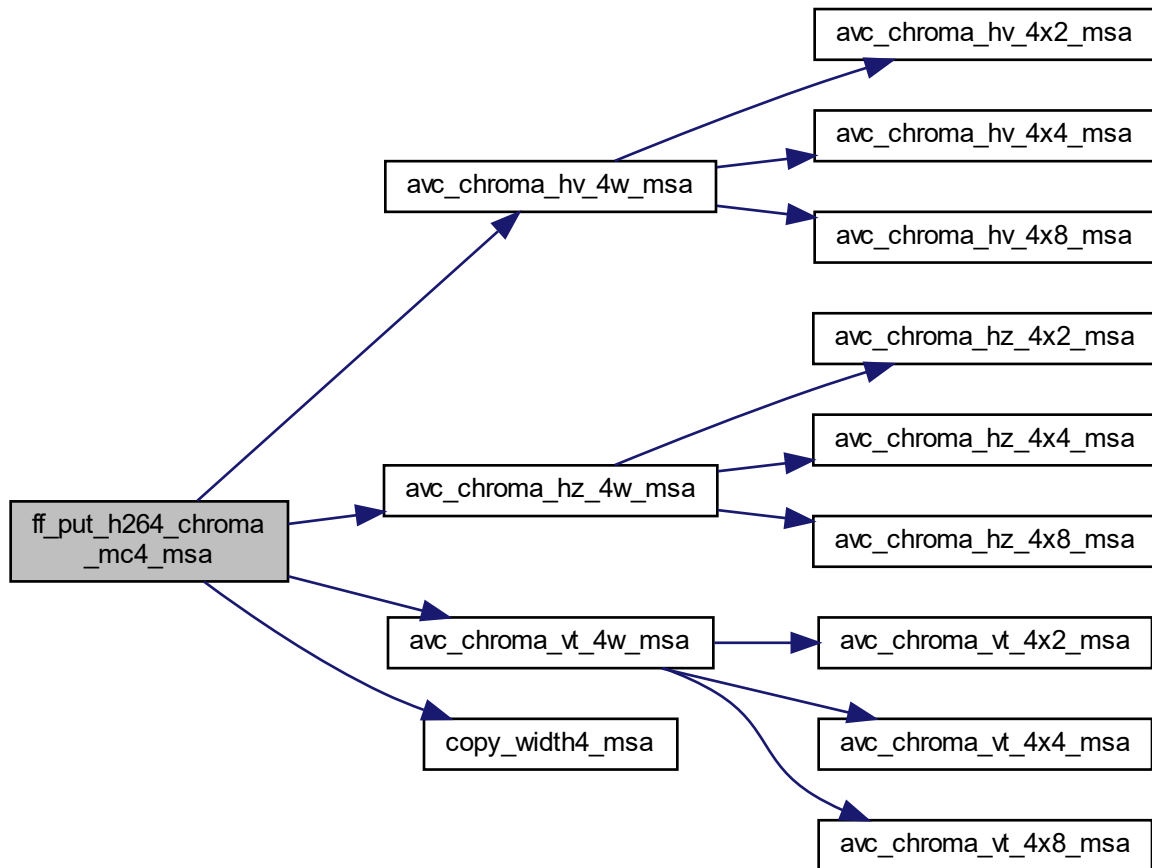 avc_chroma_hv_4x2_msa
avc_chroma_hv_4x4_msa
avc_chroma_hv_4w_msa
avc_chroma_hv_4x8_msa
avc_chroma_hz_4x2_msa
avc_chroma_hz_4x4_msa
avc_chroma_hz_4w_msa
avc_chroma_hz_4x8_msa
ff_put_h264_chroma
_mc4_msa
avc_chroma_vt_4w_msa
avc_chroma_vt_4x2_msa
copy_width4_msa
avc_chroma_vt_4x4_msa
avc_chroma_vt_4x8_msa